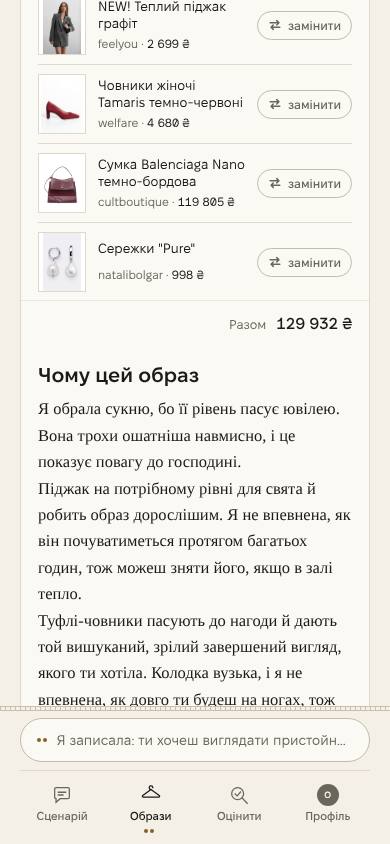 NEW! Теплий піджак
графіт
feelyou · 2 699 ₴
замінити
Човники жіночі
Tamaris темно-червоні
welfare · 4 680 ₴
замінити
Сумка Balenciaga Nano
темно-бордова
cultboutique · 119 805 ₴
замінити
Сережки "Pure"
natalibolgar · 998 ₴
замінити
Разом 129 932 ₴
Чому цей образ
Я обрала сукню, бо її рівень пасує ювілею.
Вона трохи ошатніша навмисно, і це
показує повагу до господині.
Піджак на потрібному рівні для свята й
робить образ дорослішим. Я не впевнена, як
він почуватиметься протягом багатьох
годин, тож можеш зняти його, якщо в залі
тепло.
Туфлі-човники пасують до нагоди й дають
той вишуканий, зрілий завершений вигляд,
якого ти хотіла. Колодка вузька, і я не
впевнена, як довго ти будеш на ногах, тож
Я записала: ти хочеш виглядати пристойн...
Сценарій
Образи
Оцінити
О
Профіль